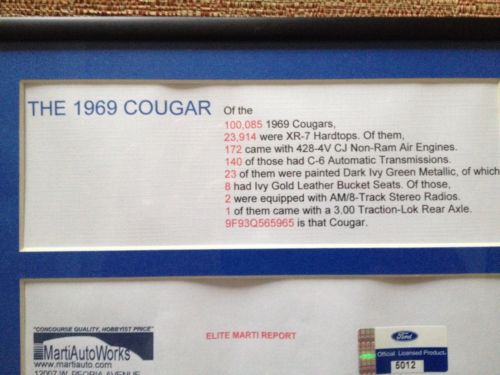 THE 1969 COUGAR
Of the
100,085 1969 Cougars,
23,914 were XR-7 Hardtops. Of them,
172 came with 428-4V CJ Non-Ram Air Engines.
140 of those had C-6 Automatic Transmissions.
23 of them were painted Dark Ivy Green Metallic, of which
8 had Ivy Gold Leather Bucket Seats. Of those,
2 were equipped with AM/8-Track Stereo Radios.
1 of them came with a 3.00 Traction-Lok Rear Axle.
9F93Q565965 is that Cougar.
"CONCOURSE QUALITY, HOBBYIST PRICE"
MartiAutoWorks
www.martiauto.com
12007 W. PEORIA AVENUE
ELITE MARTI REPORT
Ford
Official Licensed Product
5012